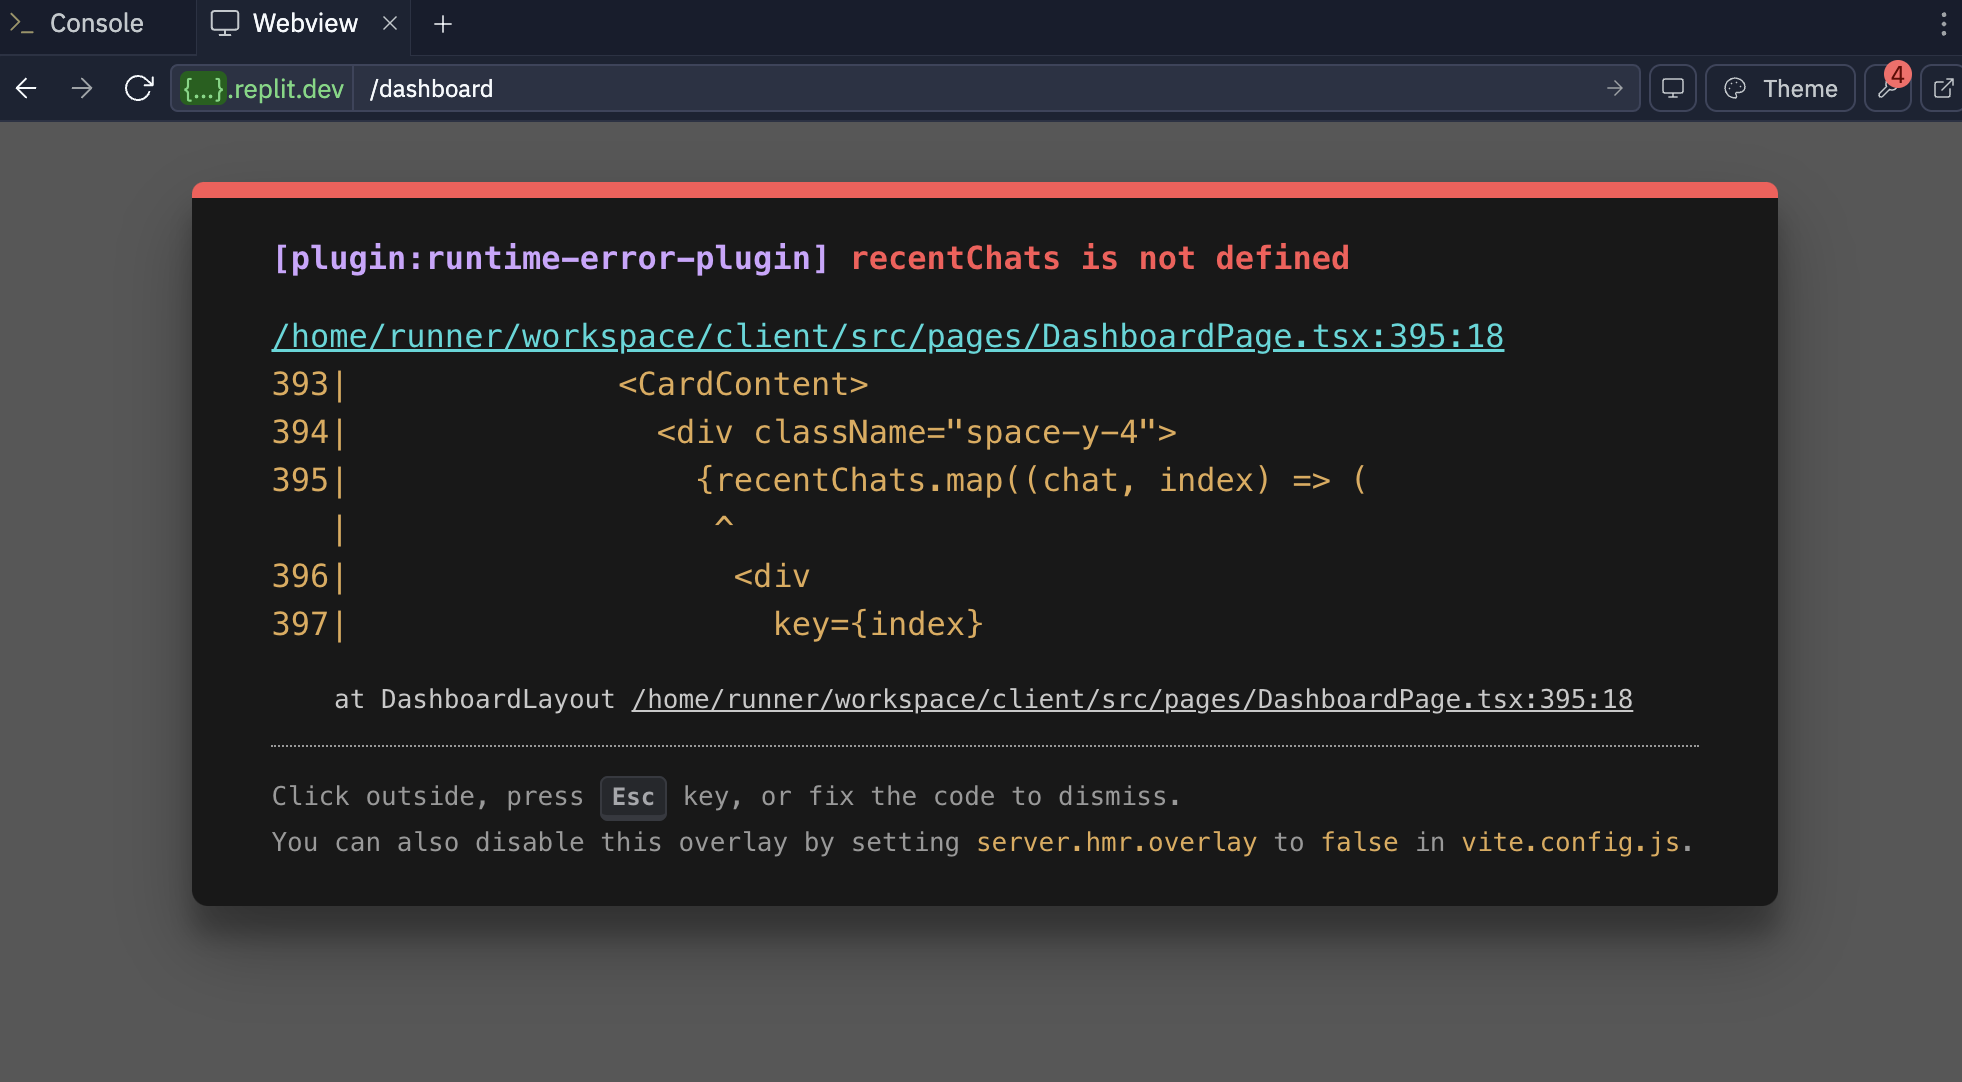 Console
Webview
{...}.replit.dev /dashboard
Theme
4
[plugin:runtime-error-plugin] recentChats is not defined
/home/runner/workspace/client/src/pages/DashboardPage.tsx:395:18
393|              <CardContent>
394|                <div className="space-y-4">
395|                  {recentChats.map((chat, index) => (
   |                   ^
396|                    <div
397|                      key={index}
at DashboardLayout /home/runner/workspace/client/src/pages/DashboardPage.tsx:395:18
Click outside, press Esc key, or fix the code to dismiss.
You can also disable this overlay by setting server.hmr.overlay to false in vite.config.js.